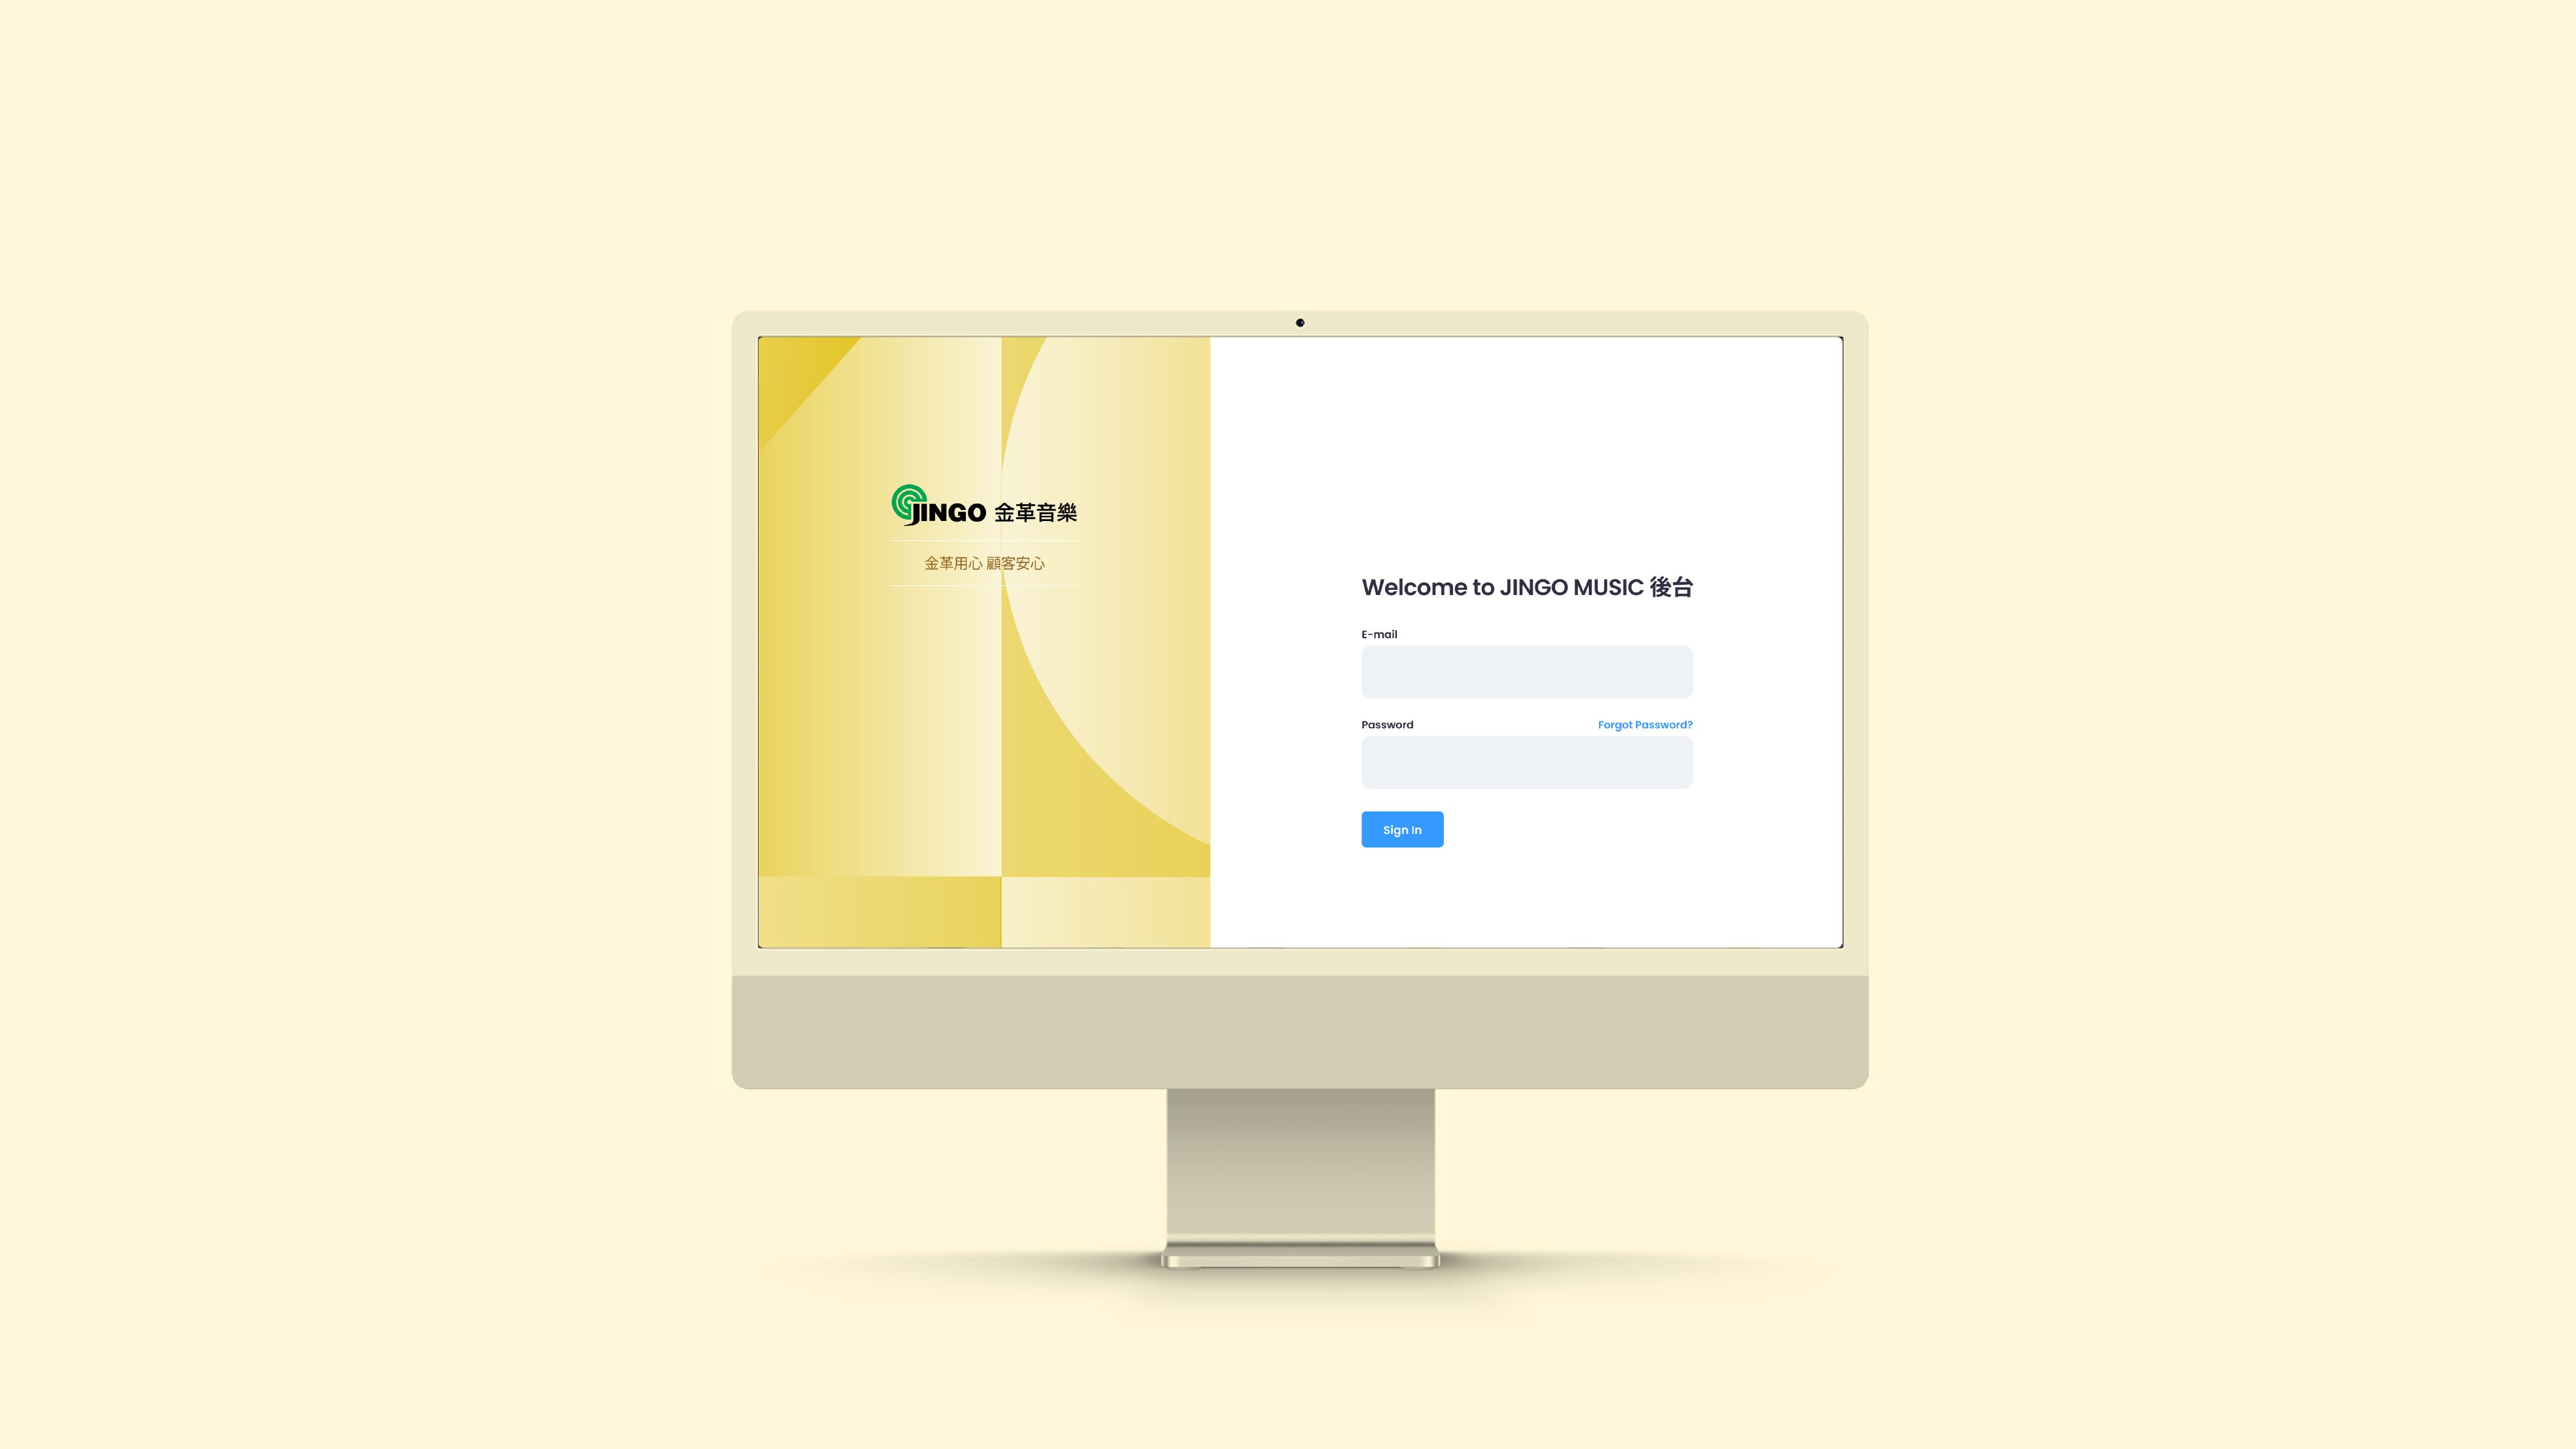 JINGO 金革音樂
金革用心 顧客安心
Welcome to JINGO MUSIC 後台
E-mail
Password
Forgot Password?
Sign In